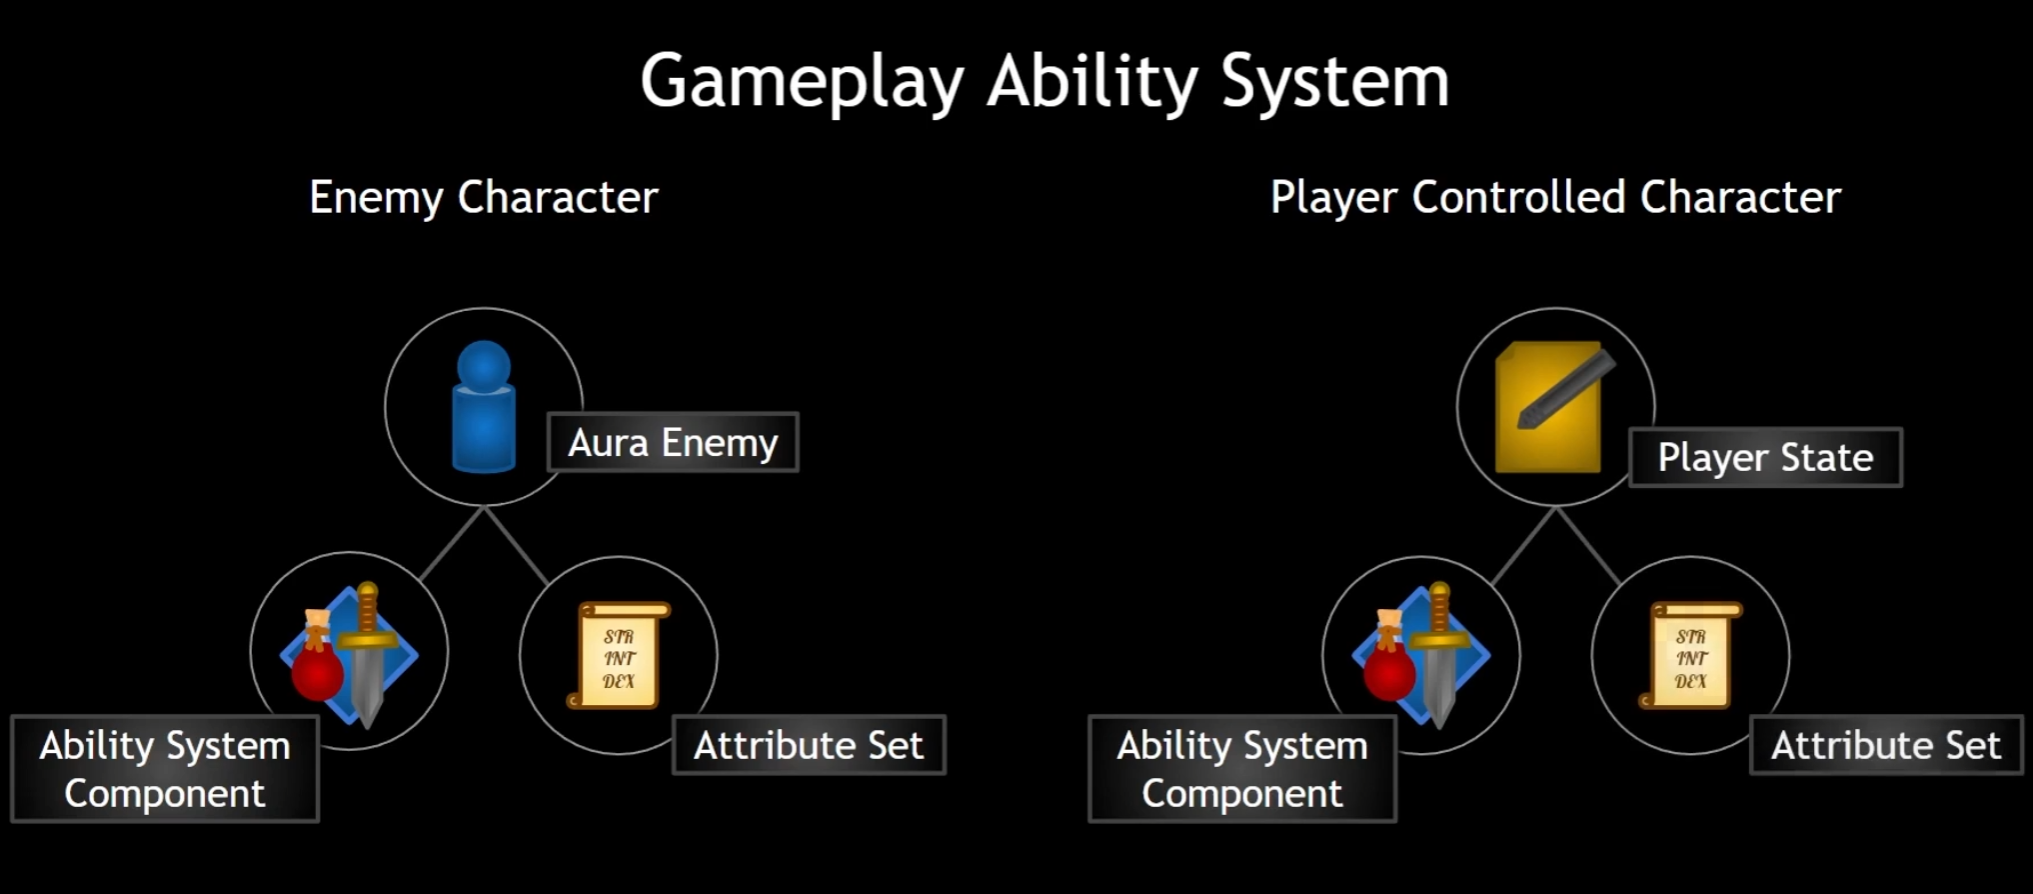 Gameplay Ability System
Enemy Character
Aura Enemy
Ability System
Component
STR
INT
DEX
Attribute Set
Player Controlled Character
Player State
Ability System
Component
STR
INT
DEX
Attribute Set